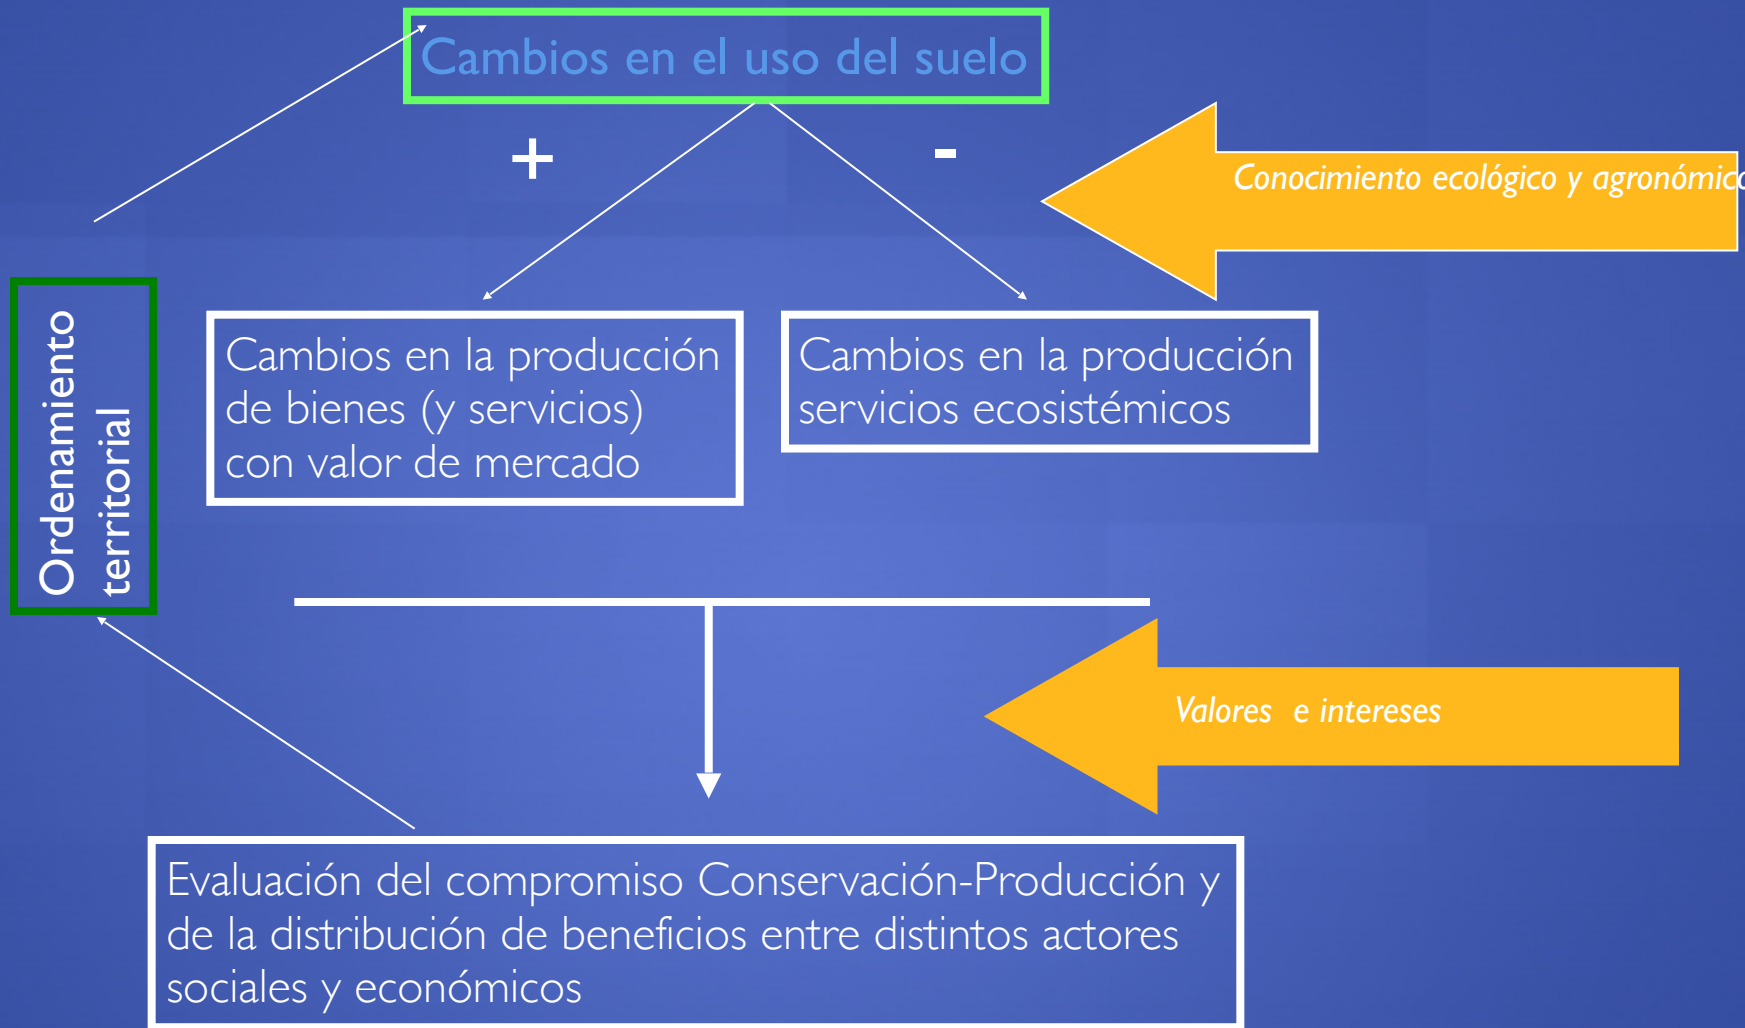 Cambios en el uso del suelo
+
-
Conocimiento ecológico y agronómico
Ordenamiento
territorial
Cambios en la producción
de bienes (y servicios)
con valor de mercado
Cambios en la producción
servicios ecosistémicos
Valores e intereses
Evaluación del compromiso Conservación-Producción y
de la distribución de beneficios entre distintos actores
sociales y económicos